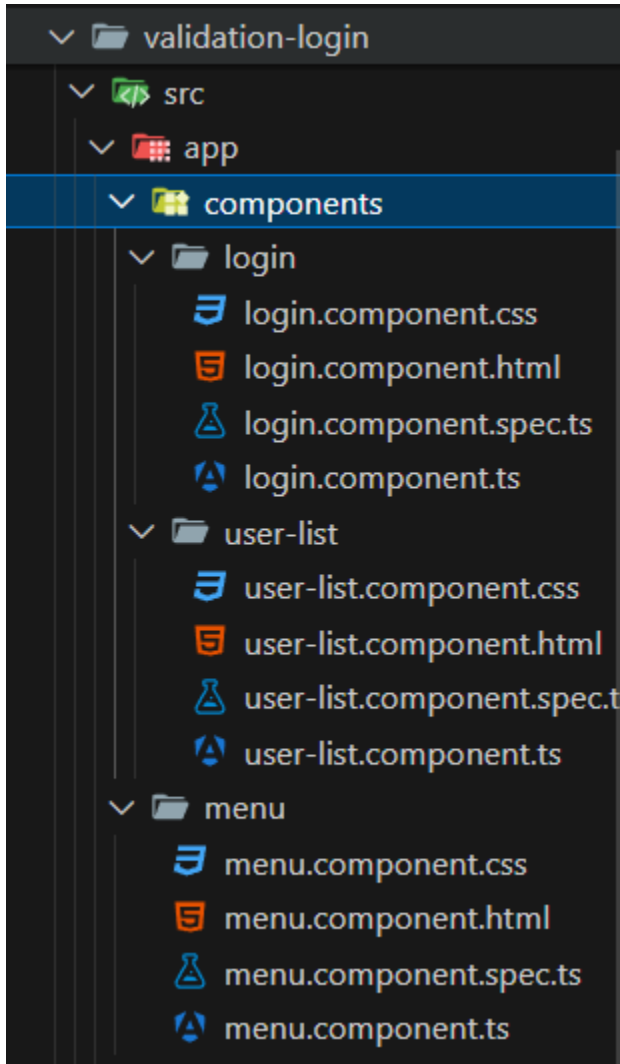 validation-login
src
app
components
login
login.component.css
login.component.html
login.component.spec.ts
login.component.ts
user-list
user-list.component.css
user-list.component.html
user-list.component.spec.t
user-list.component.ts
menu
menu.component.css
menu.component.html
menu.component.spec.ts
menu.component.ts